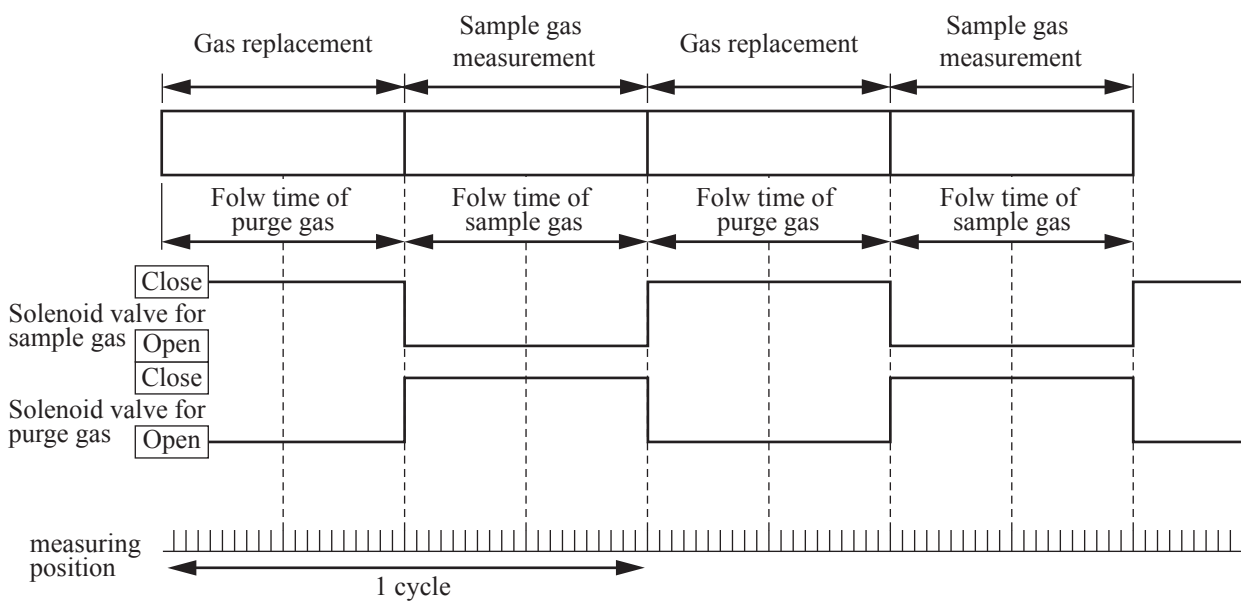 Gas replacement
Sample gas
measurement
Gas replacement
Sample gas
measurement
Folw time of
purge gas
Folw time of
sample gas
Folw time of
purge gas
Folw time of
sample gas
Close
Solenoid valve for
sample gas
Open
Close
Solenoid valve for
purge gas
Open
measuring
position
1 cycle